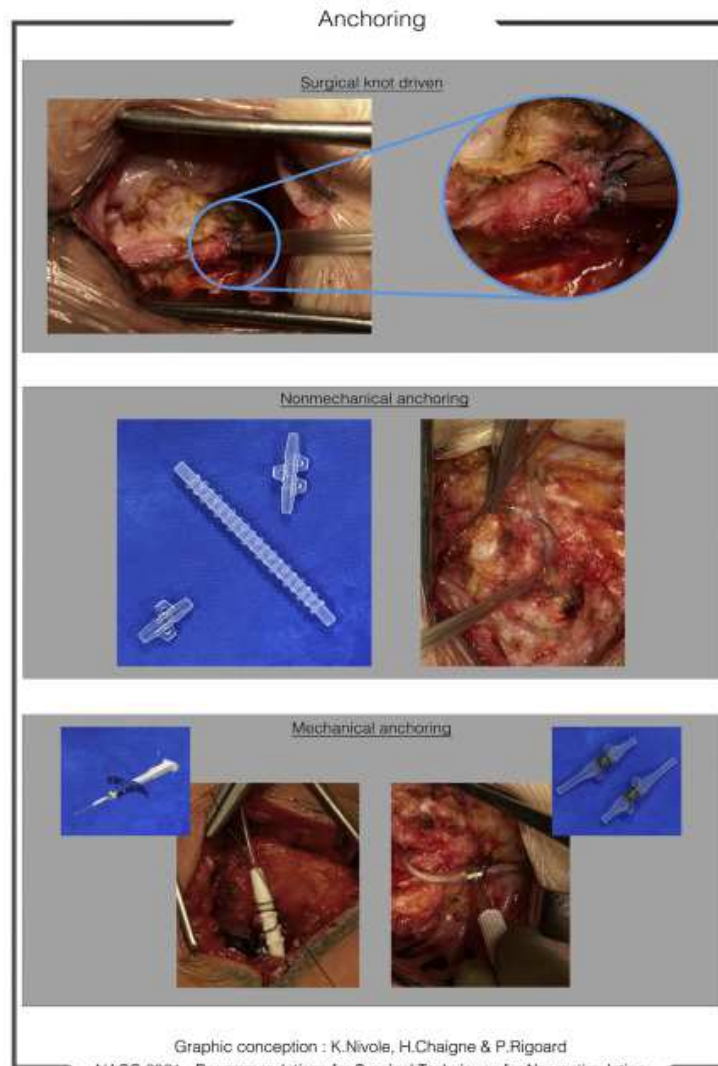 Anchoring
Surgical knot driven
Nonmechanical anchoring
Mechanical anchoring
Graphic conception : K.Nivole, H.Chaigne & P.Rigoard